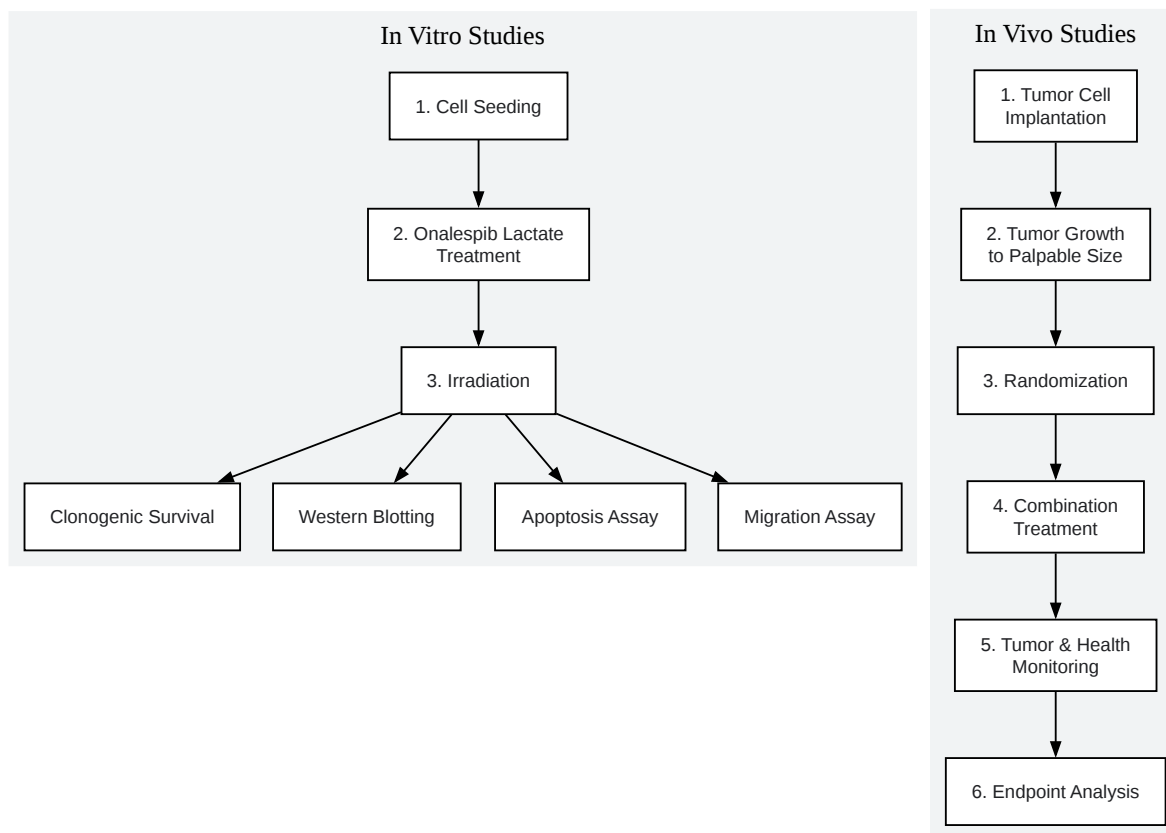 In Vitro Studies
1. Cell Seeding
2. Onalespib Lactate
Treatment
3. Irradiation
Clonogenic Survival
Western Blotting
Apoptosis Assay
Migration Assay
In Vivo Studies
1. Tumor Cell
Implantation
2. Tumor Growth
to Palpable Size
3. Randomization
4. Combination
Treatment
5. Tumor & Health
Monitoring
6. Endpoint Analysis